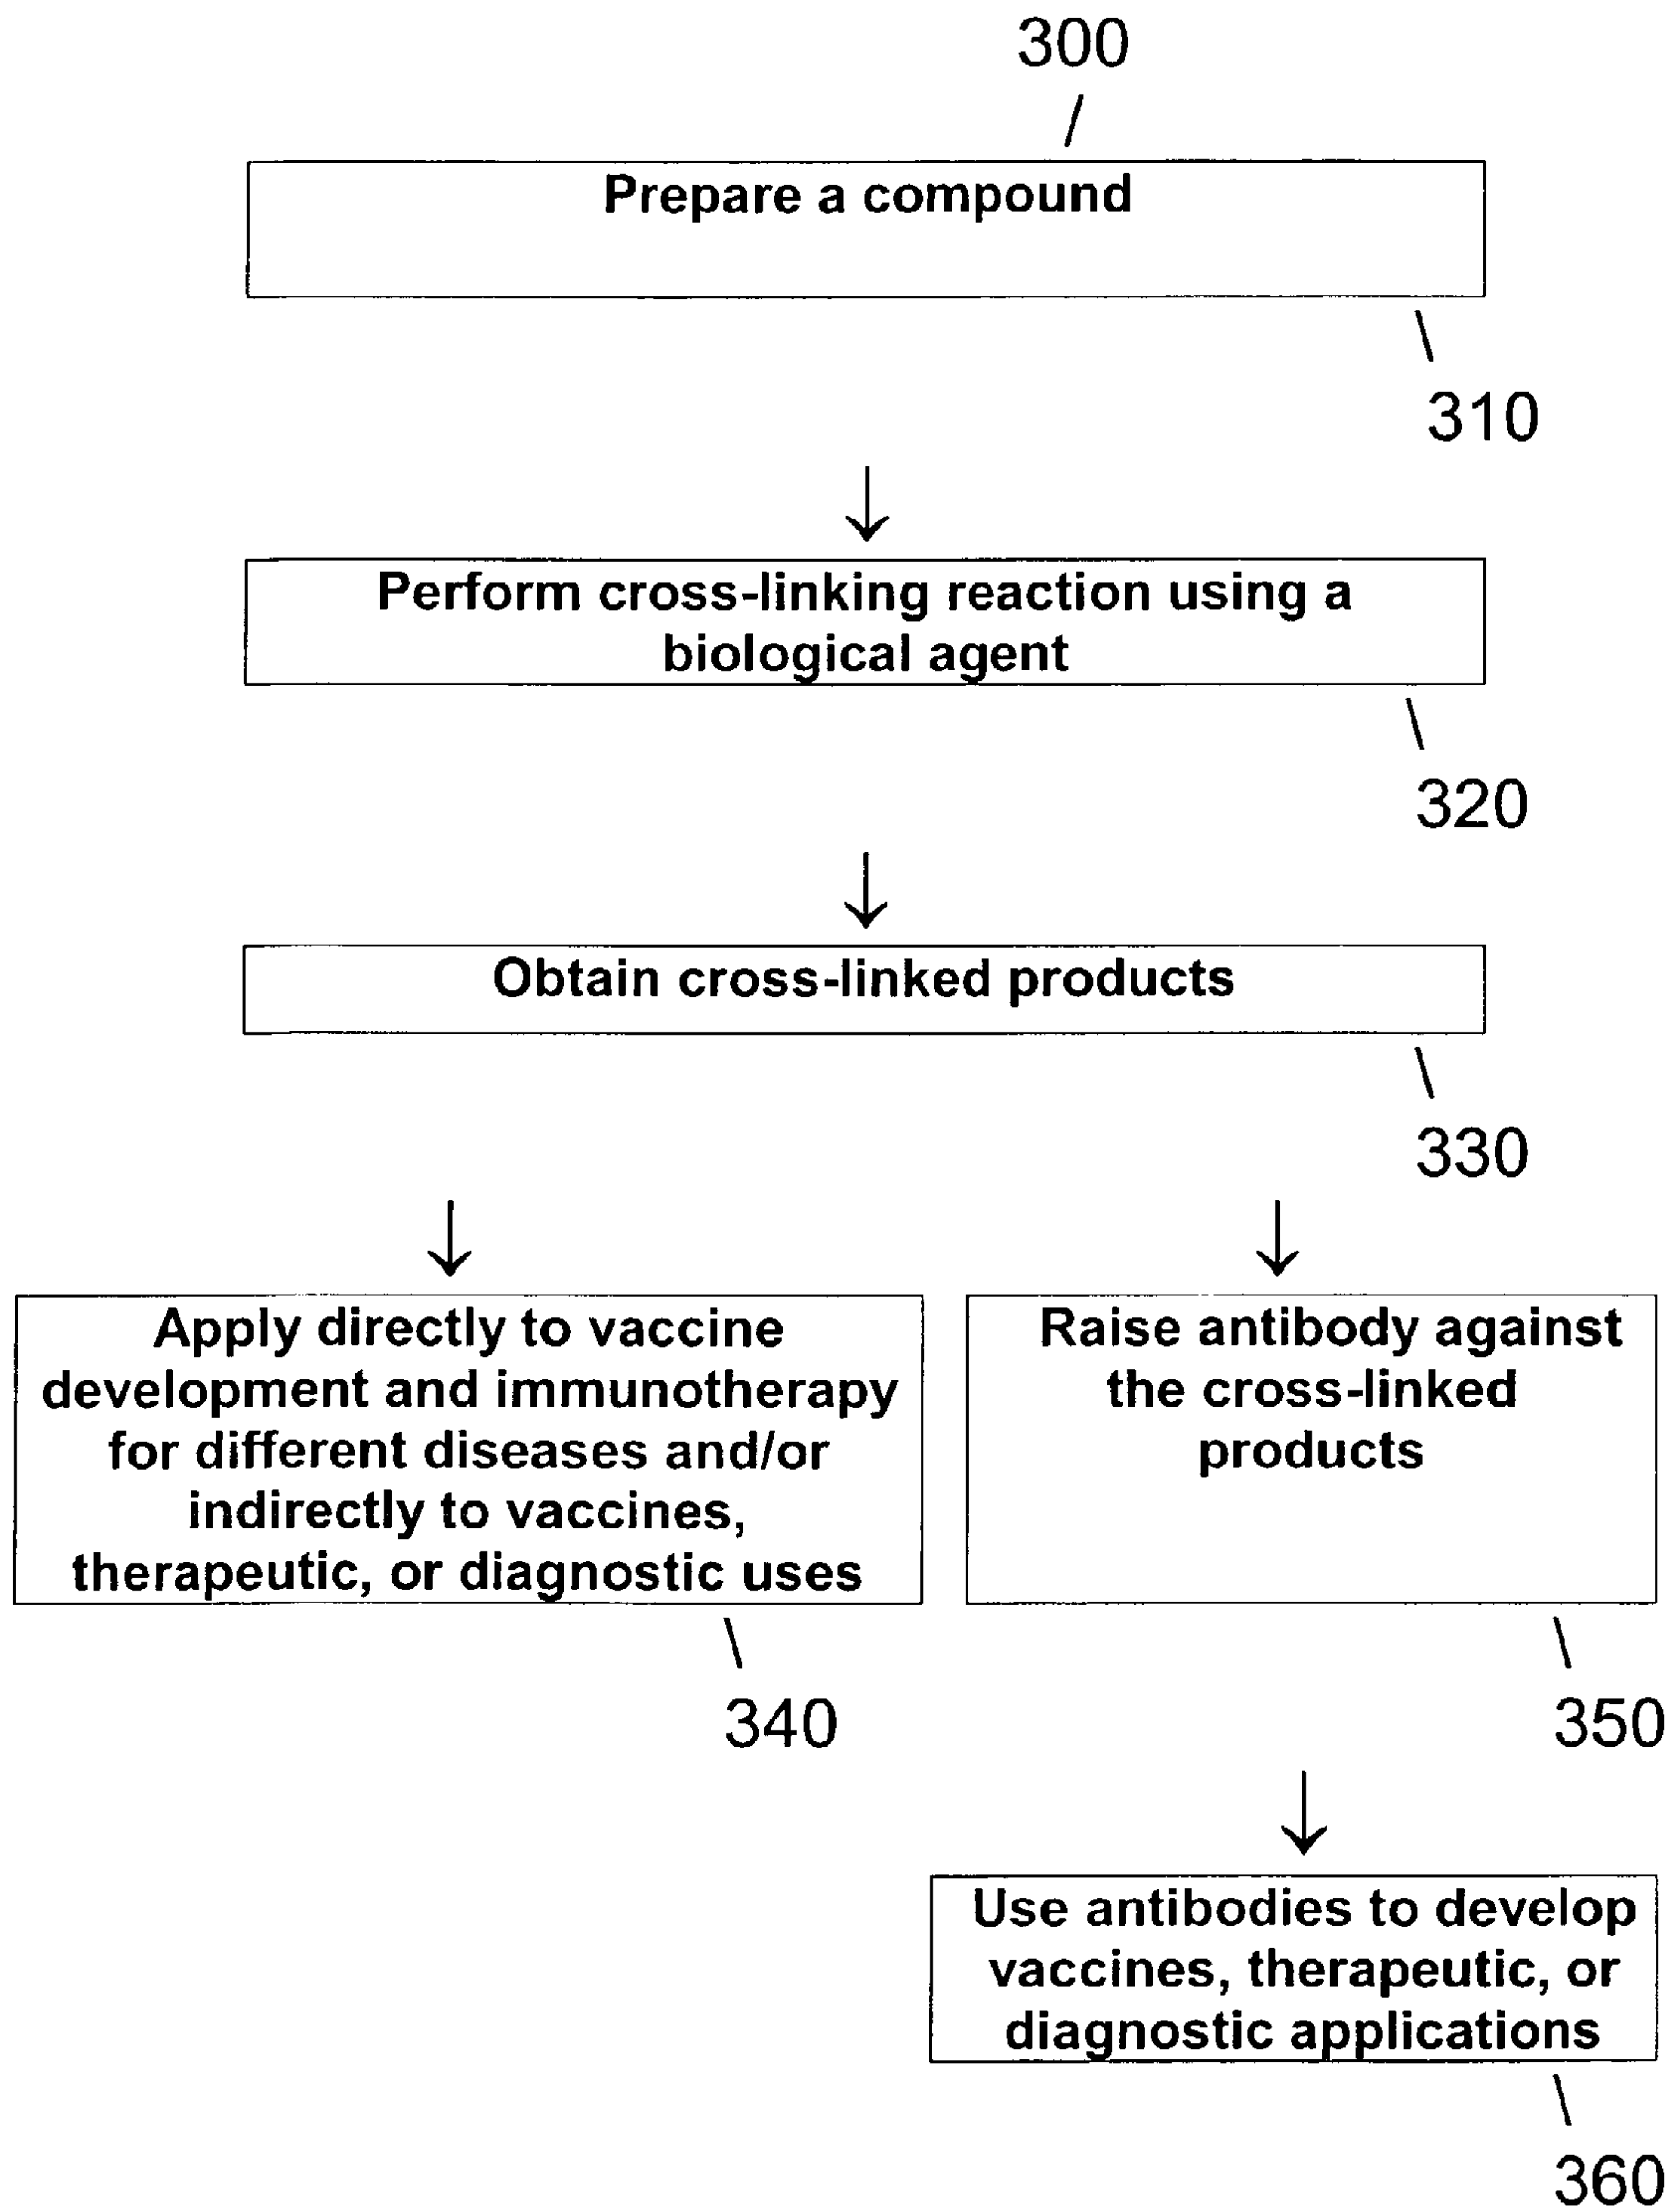 300
Prepare a compound
310
Perform cross-linking reaction using a
biological agent
320
Obtain cross-linked products
330
Apply directly to vaccine
development and immunotherapy
for different diseases and/or
indirectly to vaccines,
therapeutic, or diagnostic uses
340
Raise antibody against
the cross-linked
products
350
Use antibodies to develop
vaccines, therapeutic, or
diagnostic applications
360